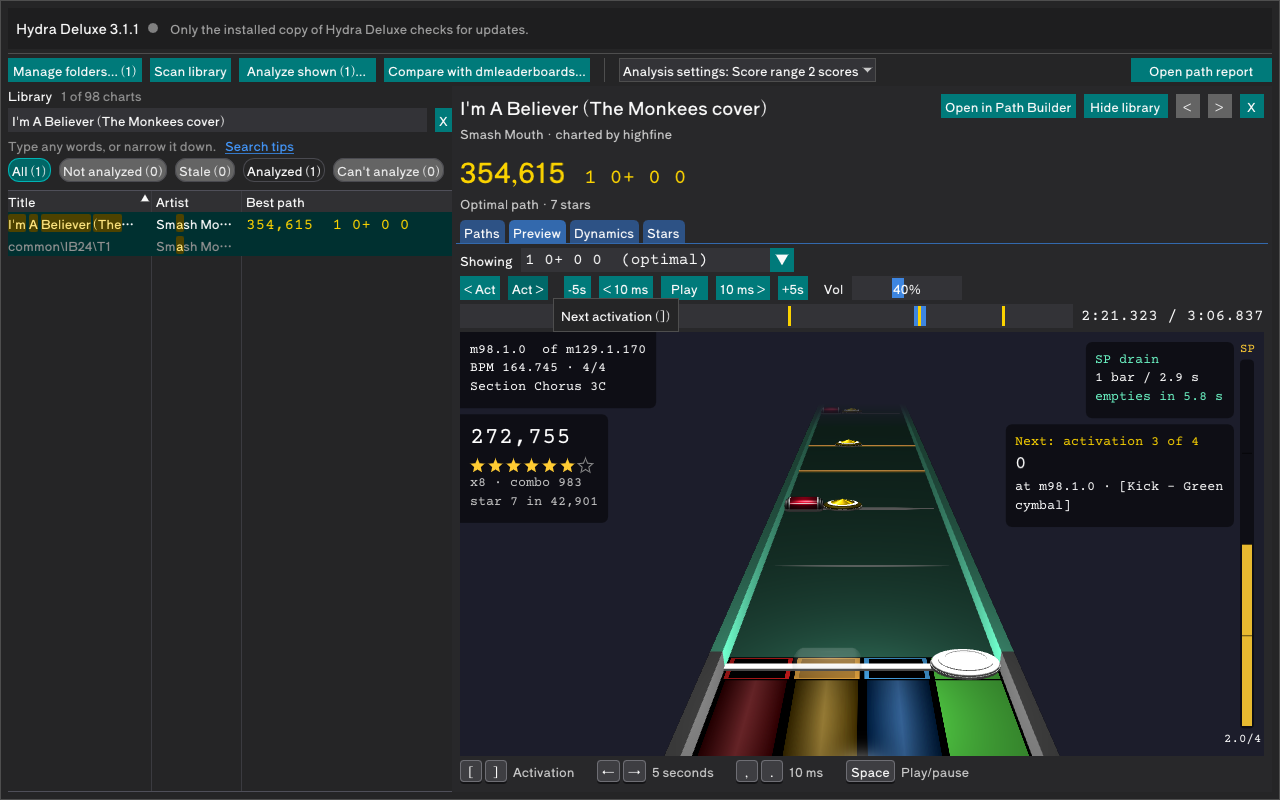 Hydra Deluxe 3.1.1 Only the installed copy of Hydra Deluxe checks for updates.
Manage folders... (1) Scan library Analyze shown (1)... Compare with dmleaderboards... Analysis settings: Score range 2 scores Open path report
Library 1 of 98 charts
I'm A Believer (The Monkees cover) X
Type any words, or narrow it down. Search tips
All (1) Not analyzed (0) Stale (0) Analyzed (1) Can't analyze (0)
Title Artist Best path
I'm A Believer (The··· Smash Mo··· 354,615 1 0+ 0 0
common\IB24\T1 Smash Mo···
I'm A Believer (The Monkees cover) Open in Path Builder Hide library < > X
Smash Mouth · charted by highfine
354,615 1 0+ 0 0
Optimal path · 7 stars
Paths Preview Dynamics Stars
Showing 1 0+ 0 0 (optimal)
< Act Act > -5s < 10 ms Play 10 ms > +5s Vol 40%
Next activation (])
2:21.323 / 3:06.837
m98.1.0 of m129.1.170
BPM 164.745 · 4/4
Section Chorus 3C
272,755
x8 · combo 983
star 7 in 42,901
SP drain
1 bar / 2.9 s
empties in 5.8 s
SP
Next: activation 3 of 4
0
at m98.1.0 · [Kick - Green
cymbal]
2.0/4
[ ] Activation ← → 5 seconds , . 10 ms Space Play/pause